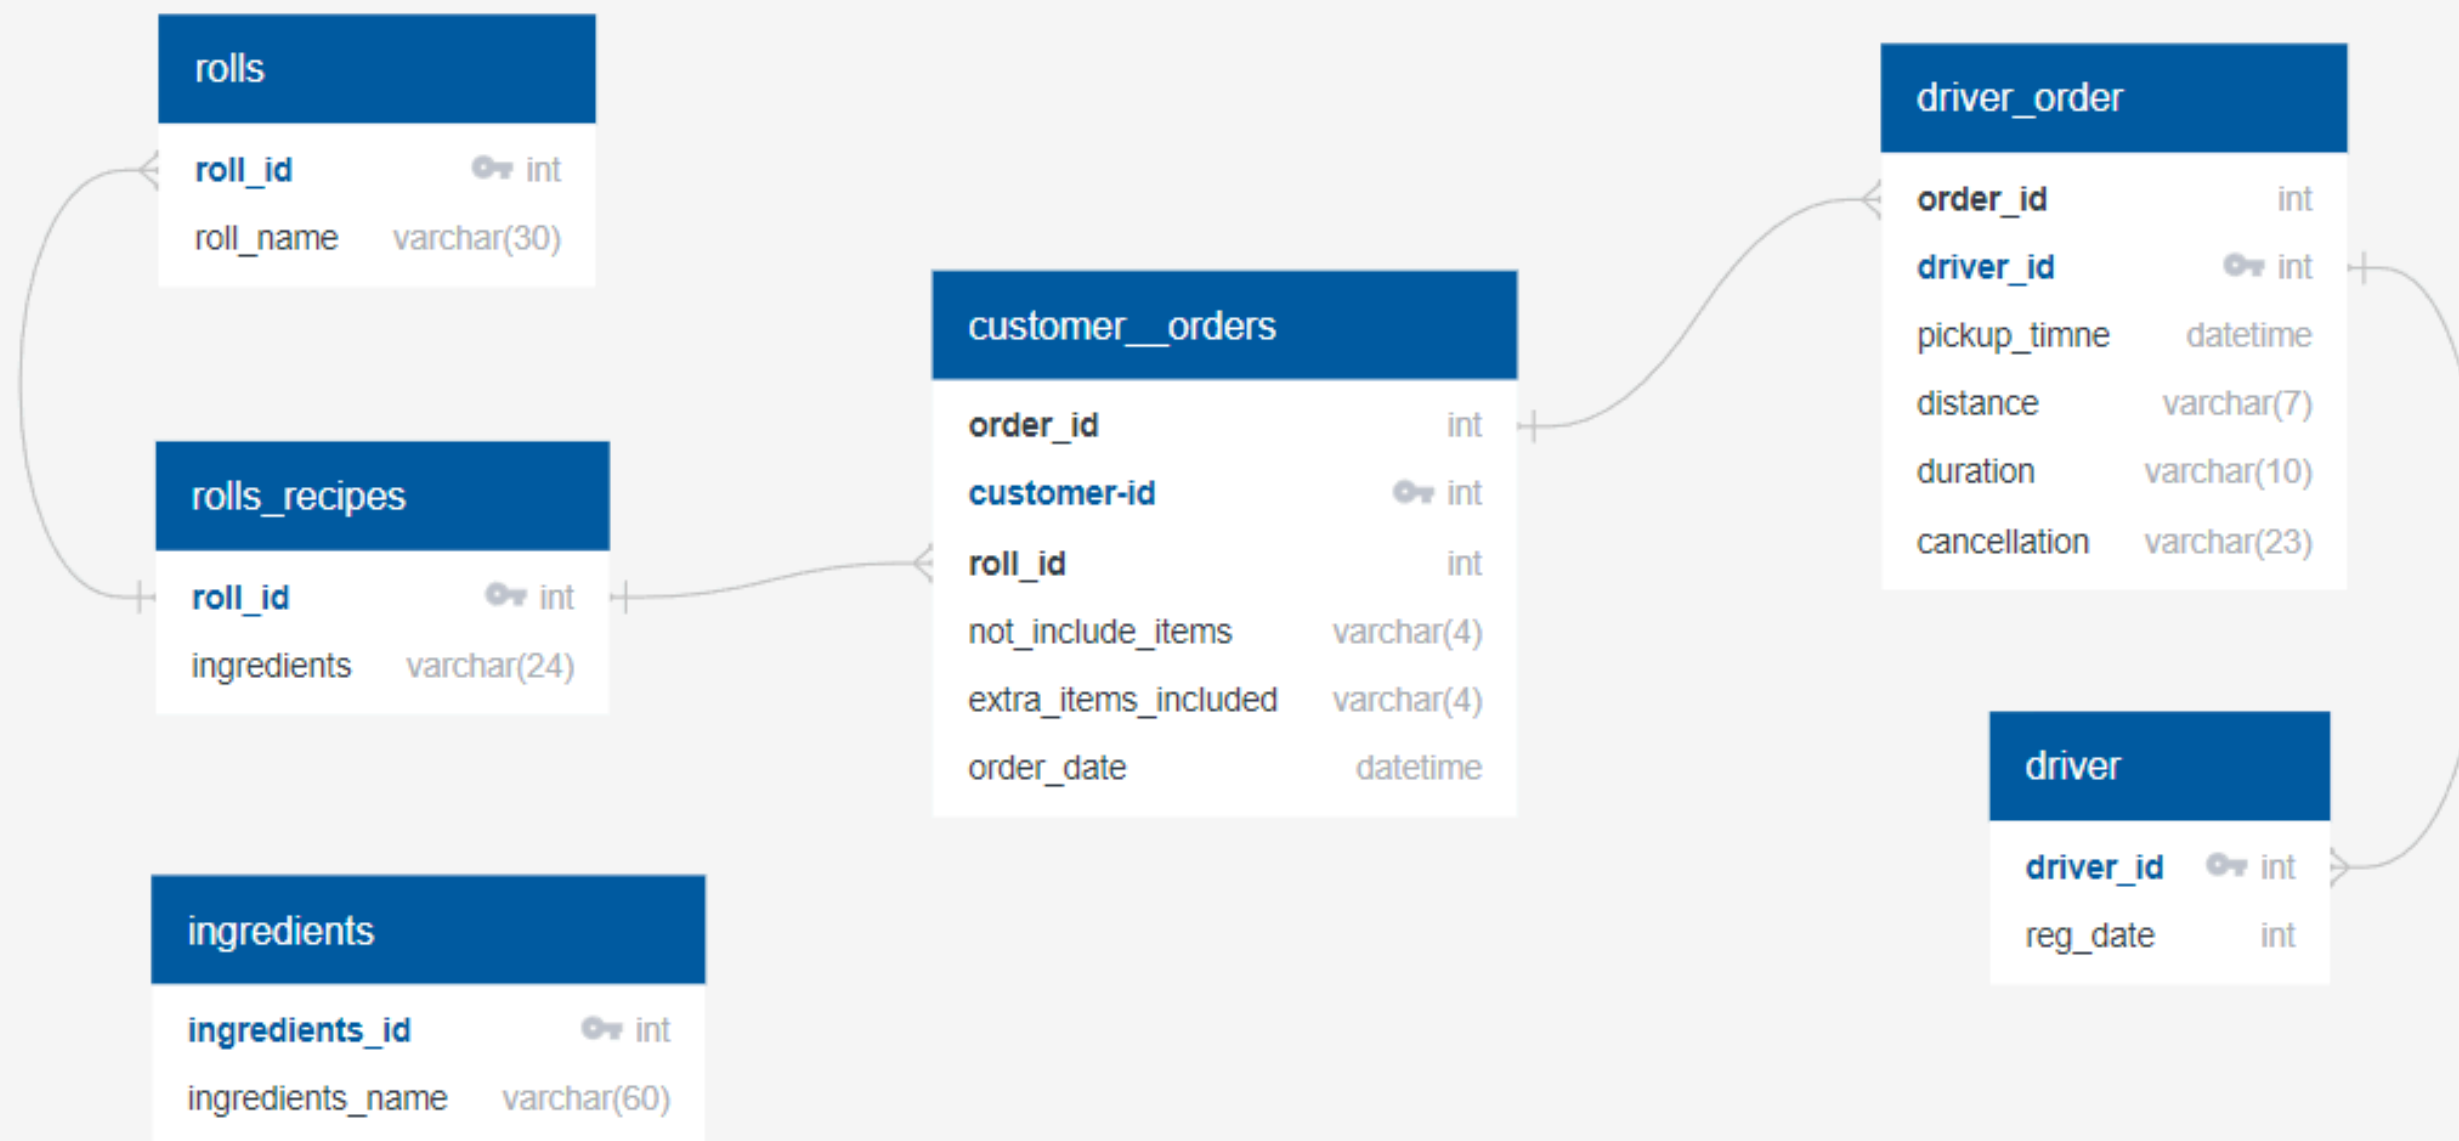 rolls
roll_id int
roll_name varchar(30)
rolls_recipes
roll_id int
ingredients varchar(24)
ingredients
ingredients_id int
ingredients_name varchar(60)
customer__orders
order_id int
customer-id int
roll_id int
not_include_items varchar(4)
extra_items_included varchar(4)
order_date datetime
driver_order
order_id int
driver_id int
pickup_timne datetime
distance varchar(7)
duration varchar(10)
cancellation varchar(23)
driver
driver_id int
reg_date int